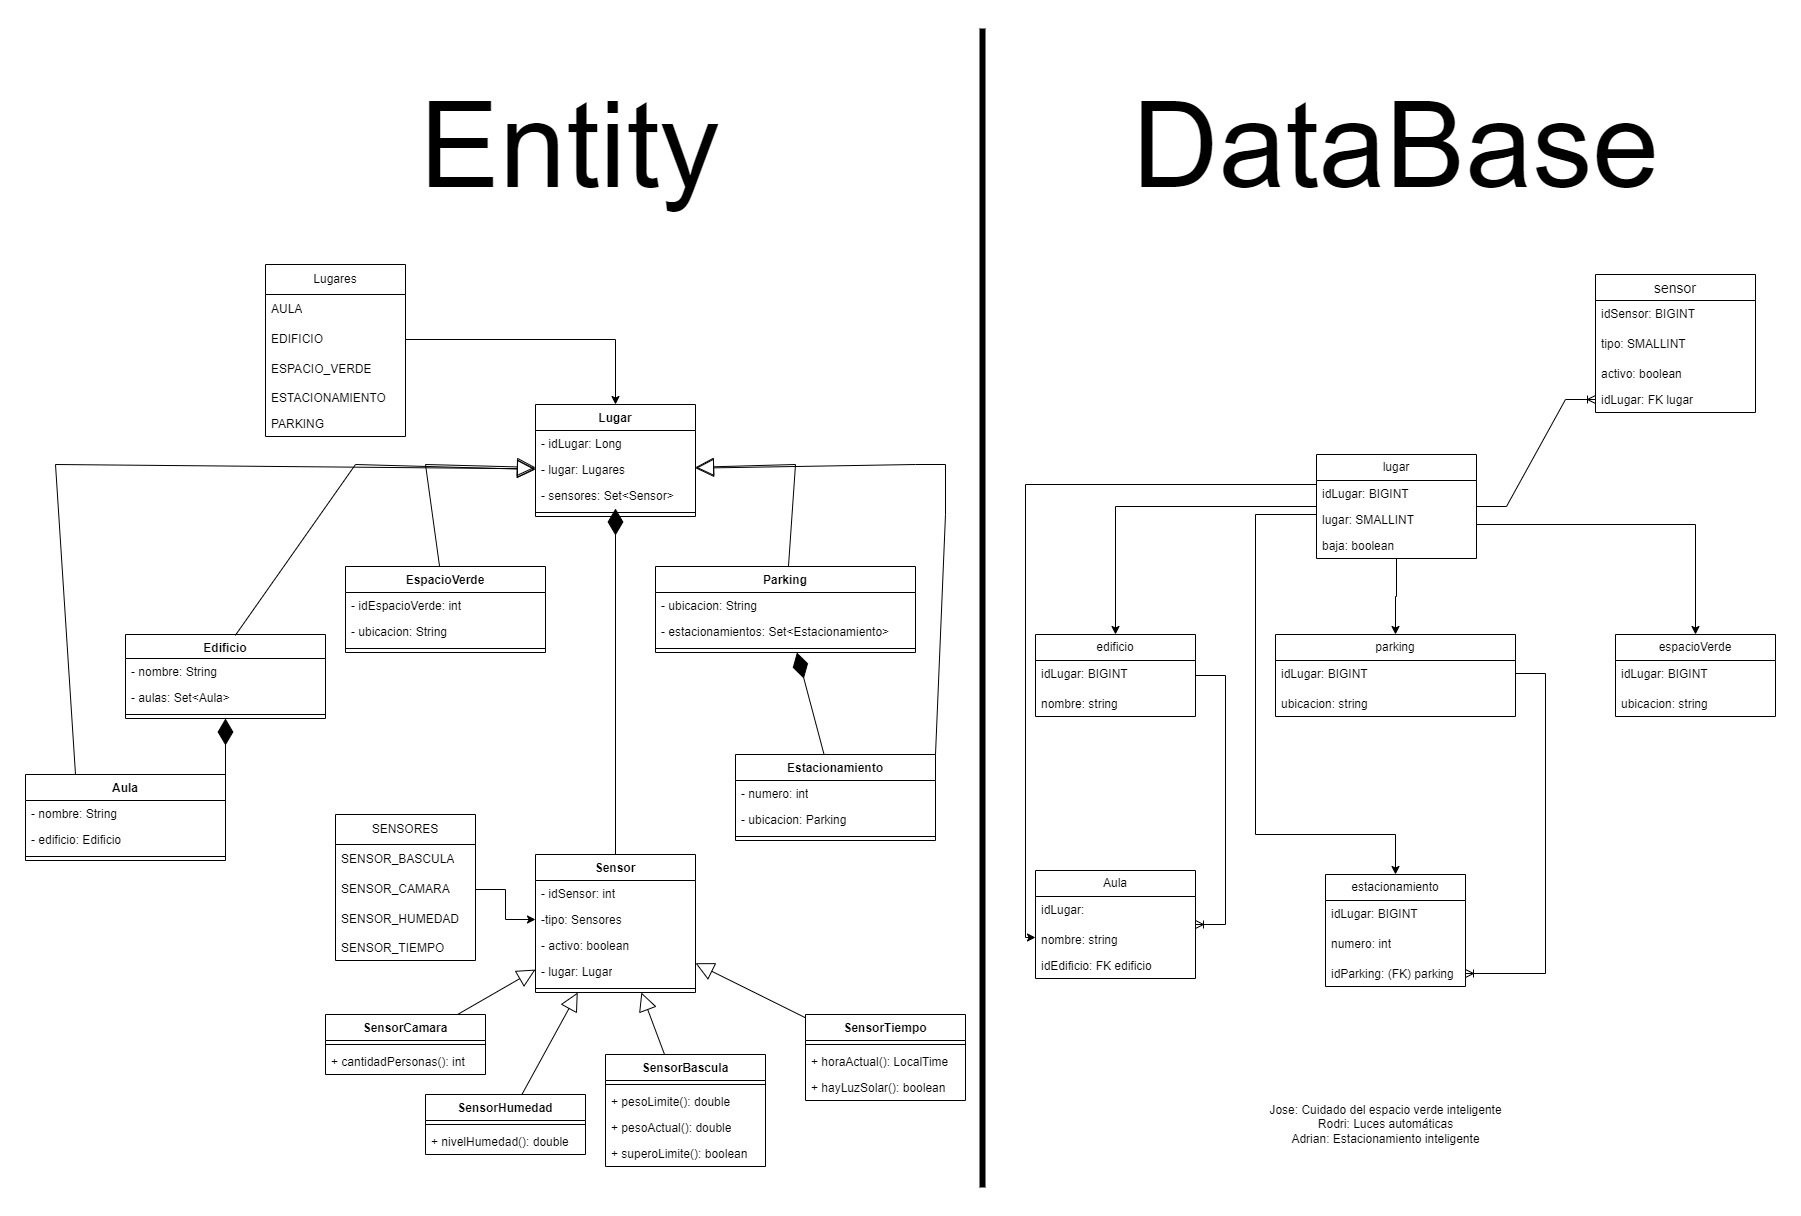 Entity
DataBase
Lugares
AULA
EDIFICIO
ESPACIO_VERDE
ESTACIONAMIENTO
PARKING
Lugar
- idLugar: Long
- lugar: Lugares
- sensores: Set<Sensor>
EspacioVerde
- idEspacioVerde: int
- ubicacion: String
Parking
- ubicacion: String
- estacionamientos: Set<Estacionamiento>
Edificio
- nombre: String
- aulas: Set<Aula>
Aula
- nombre: String
- edificio: Edificio
Estacionamiento
- numero: int
- ubicacion: Parking
SENSORES
SENSOR_BASCULA
SENSOR_CAMARA
SENSOR_HUMEDAD
SENSOR_TIEMPO
Sensor
- idSensor: int
-tipo: Sensores
- activo: boolean
- lugar: Lugar
SensorCamara
+ cantidadPersonas(): int
SensorHumedad
+ nivelHumedad(): double
SensorBascula
+ pesoLimite(): double
+ pesoActual(): double
+ superoLimite(): boolean
SensorTiempo
+ horaActual(): LocalTime
+ hayLuzSolar(): boolean
sensor
idSensor: BIGINT
tipo: SMALLINT
activo: boolean
idLugar: FK lugar
lugar
idLugar: BIGINT
lugar: SMALLINT
baja: boolean
edificio
idLugar: BIGINT
nombre: string
parking
idLugar: BIGINT
ubicacion: string
espacioVerde
idLugar: BIGINT
ubicacion: string
Aula
idLugar:
nombre: string
idEdificio: FK edificio
estacionamiento
idLugar: BIGINT
numero: int
idParking: (FK) parking
Jose: Cuidado del espacio verde inteligente
Rodri: Luces automáticas
Adrian: Estacionamiento inteligente